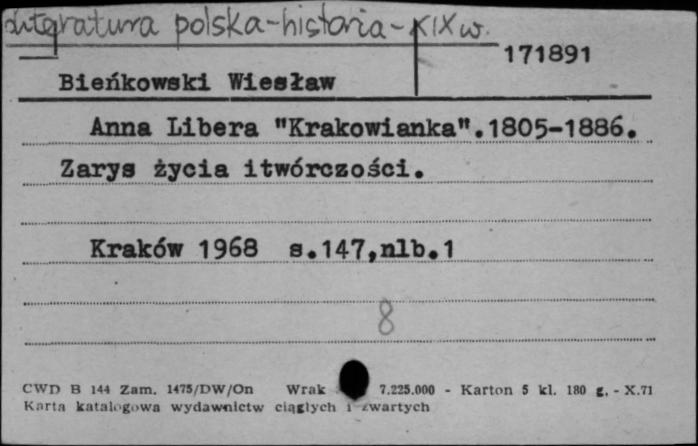 Literatura polska-historia-XIX w.
171891
Bieńkowski Wiesław
Anna Libera "Krakowianka".1805-1886.
Zarys życia itwórczości.
Kraków 1968 s.147,nlb.1
8
CWD B 144 Zam. 1475/DW/On Wrak 7.225.000 - Karton 5 kl. 180 g. - X.71
Karta katalogowa wydawnictw ciągłych i zwartych